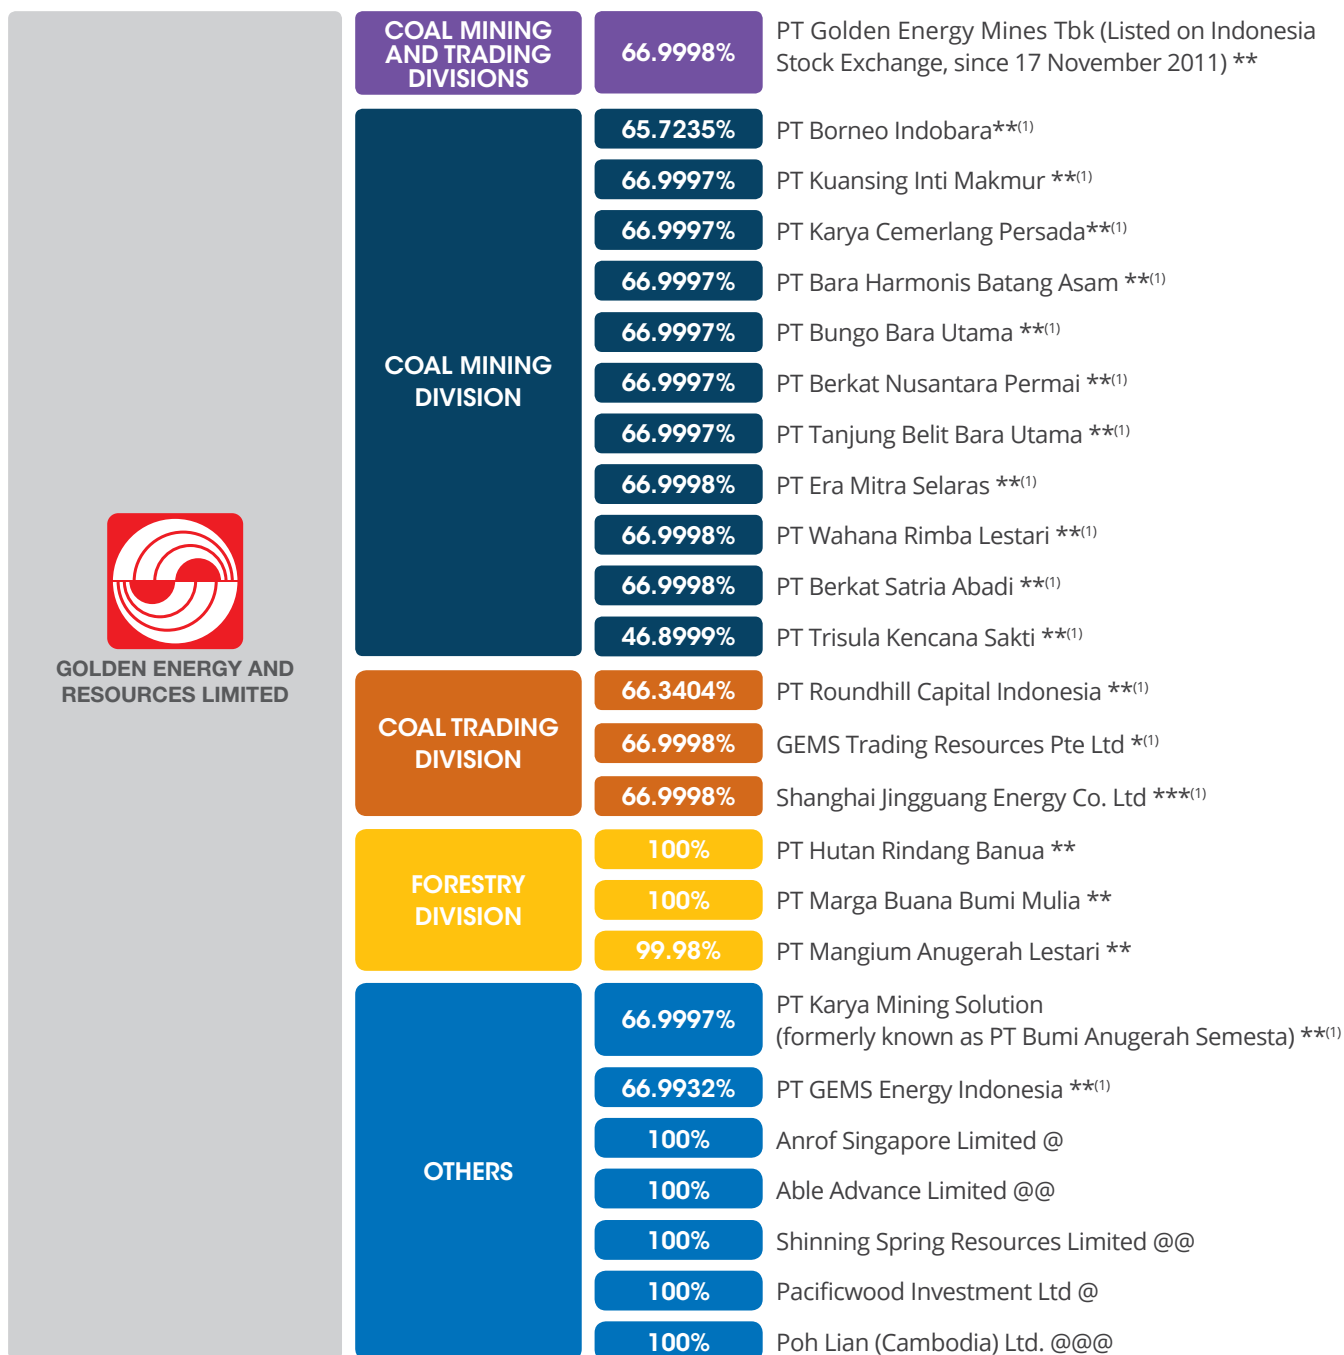 GOLDEN ENERGY AND
RESOURCES LIMITED
COAL MINING
AND TRADING
DIVISIONS
66.9998%
PT Golden Energy Mines Tbk (Listed on Indonesia
Stock Exchange, since 17 November 2011) **
COAL MINING
DIVISION
65.7235% PT Borneo Indobara**(1)
66.9997% PT Kuansing Inti Makmur **(1)
66.9997% PT Karya Cemerlang Persada**(1)
66.9997% PT Bara Harmonis Batang Asam **(1)
66.9997% PT Bungo Bara Utama **(1)
66.9997% PT Berkat Nusantara Permai **(1)
66.9997% PT Tanjung Belit Bara Utama **(1)
66.9998% PT Era Mitra Selaras **(1)
66.9998% PT Wahana Rimba Lestari **(1)
66.9998% PT Berkat Satria Abadi **(1)
46.8999% PT Trisula Kencana Sakti **(1)
COAL TRADING
DIVISION
66.3404% PT Roundhill Capital Indonesia **(1)
66.9998% GEMS Trading Resources Pte Ltd *(1)
66.9998% Shanghai Jingguang Energy Co. Ltd ***(1)
FORESTRY
DIVISION
100% PT Hutan Rindang Banua **
100% PT Marga Buana Bumi Mulia **
99.98% PT Mangium Anugerah Lestari **
OTHERS
66.9997%
PT Karya Mining Solution
(formerly known as PT Bumi Anugerah Semesta) **(1)
66.9932% PT GEMS Energy Indonesia **(1)
100% Anrof Singapore Limited @
100% Able Advance Limited @@
100% Shinning Spring Resources Limited @@
100% Pacificwood Investment Ltd @
100% Poh Lian (Cambodia) Ltd. @@@